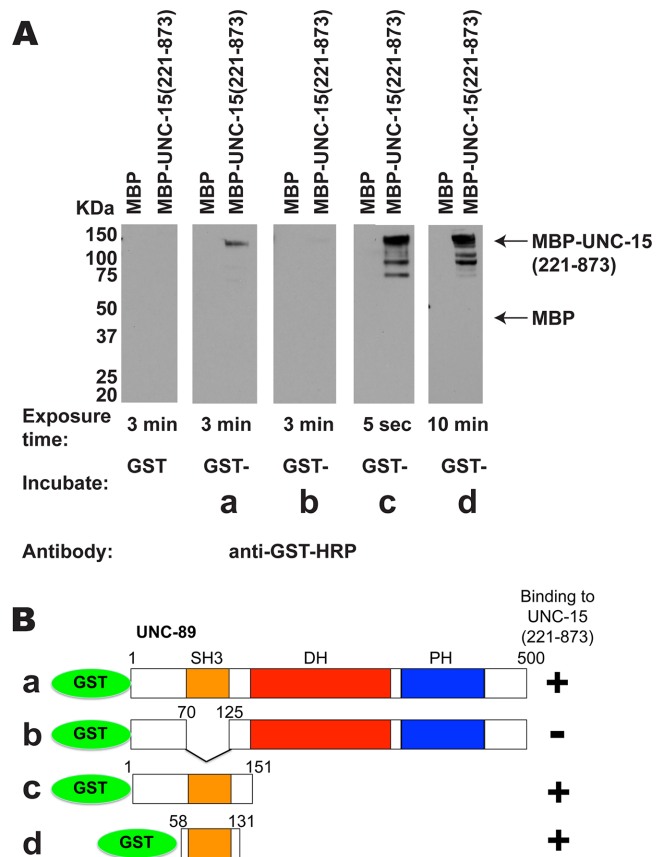 A
MBP
MBP-UNC-15(221-873)
MBP
MBP-UNC-15(221-873)
MBP
MBP-UNC-15(221-873)
MBP
MBP-UNC-15(221-873)
MBP
MBP-UNC-15(221-873)
KDa
150
100
75
50
37
25
20
MBP-UNC-15
(221-873)
MBP
Exposure
time:
3 min 3 min 3 min 5 sec 10 min
Incubate:
GST GST- GST- GST- GST-
a b c d
Antibody: anti-GST-HRP
B
Binding to
UNC-15
(221-873)
UNC-89
1 SH3 DH PH 500
a GST +
70 125
b GST -
1 151
c GST +
58 131
d GST +